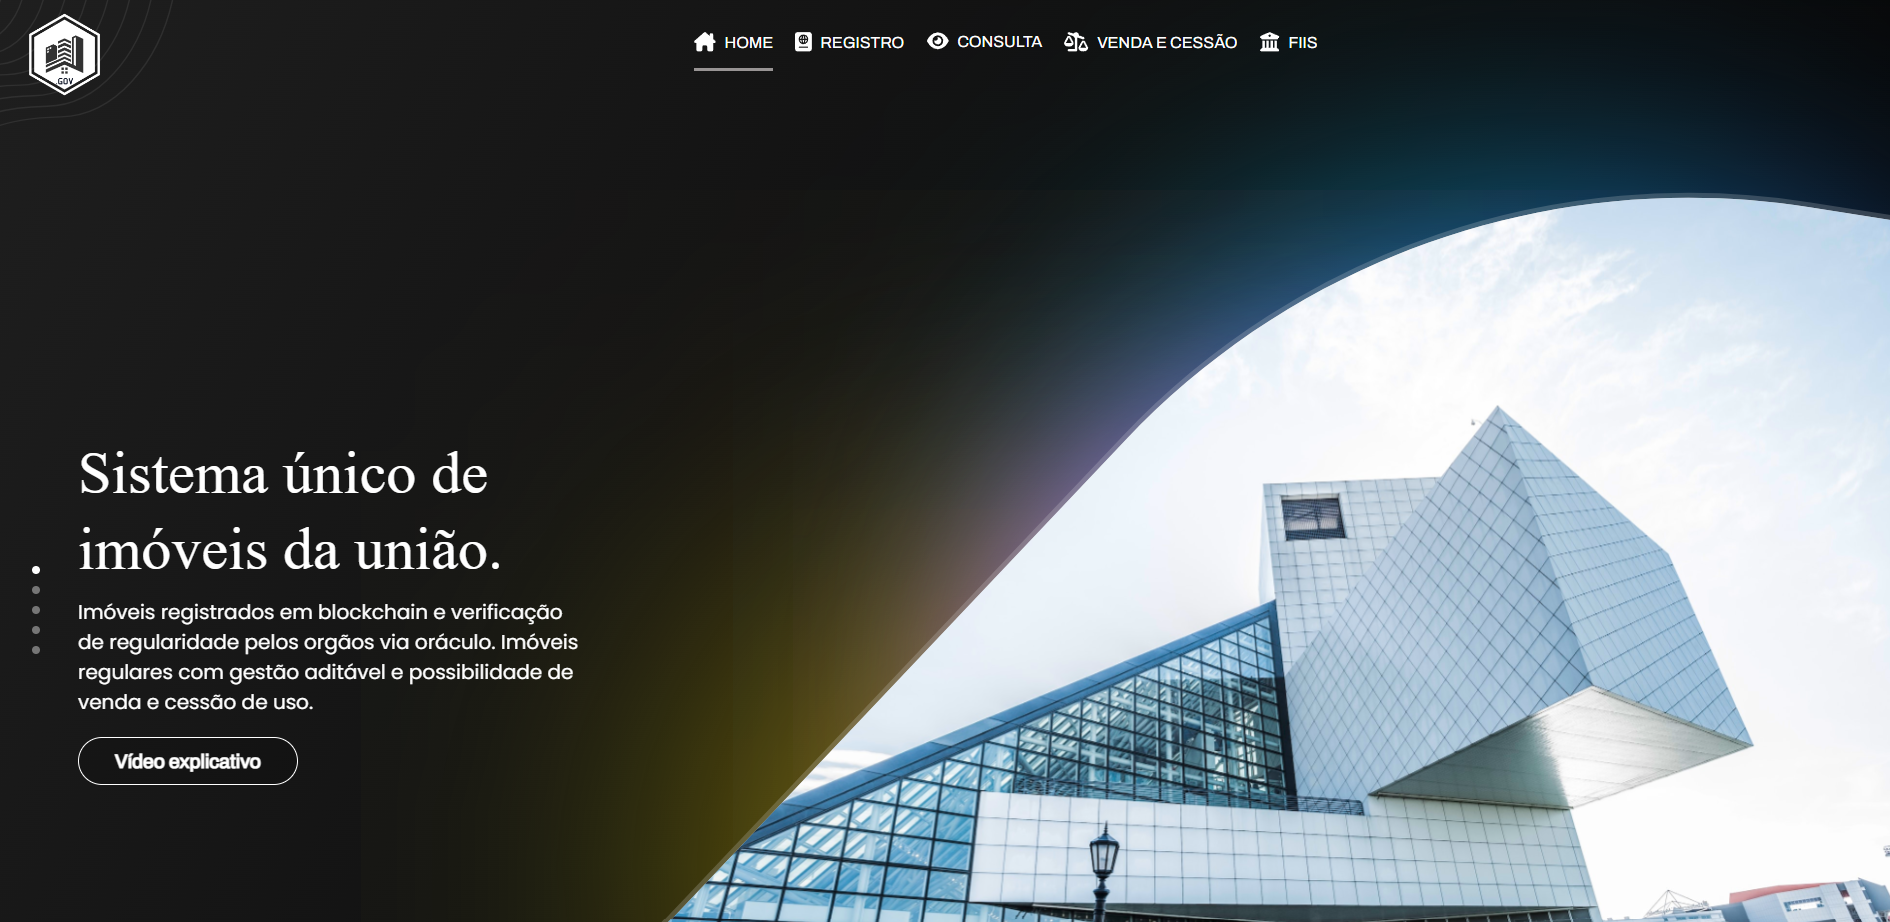 .GOV
HOME
REGISTRO
CONSULTA
VENDA E CESSÃO
FIIS
Sistema único de
imóveis da união.
Imóveis registrados em blockchain e verificação
de regularidade pelos orgãos via oráculo. Imóveis
regulares com gestão aditável e possibilidade de
venda e cessão de uso.
Vídeo explicativo